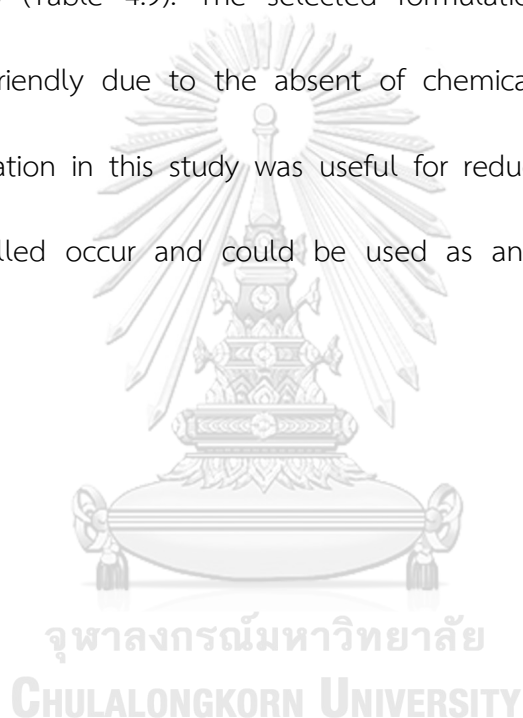 (Table 4.9). The selected formulatio
riendly due to the absent of chemica
ation in this study was useful for redu
lled occur and could be used as an
จุฬาลงกรณ์มหาวิทยาลัย
CHULALONGKORN UNIVERSITY